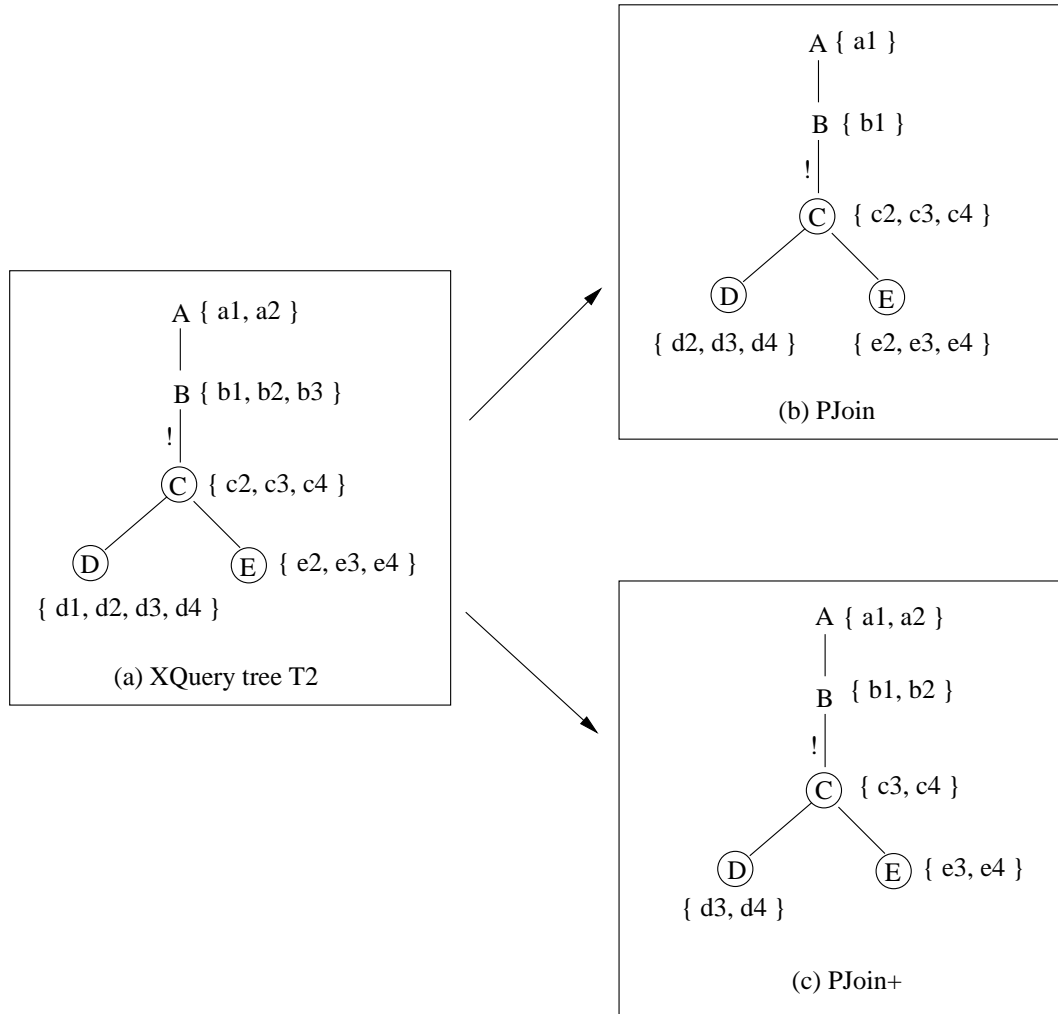 A { a1, a2 }
B { b1, b2, b3 }
!
C { c2, c3, c4 }
D
E { e2, e3, e4 }
{ d1, d2, d3, d4 }
(a) XQuery tree T2
A { a1 }
B { b1 }
!
C { c2, c3, c4 }
D
E
{ d2, d3, d4 } { e2, e3, e4 }
(b) PJoin
A { a1, a2 }
B { b1, b2 }
!
C { c3, c4 }
D
E { e3, e4 }
{ d3, d4 }
(c) PJoin+